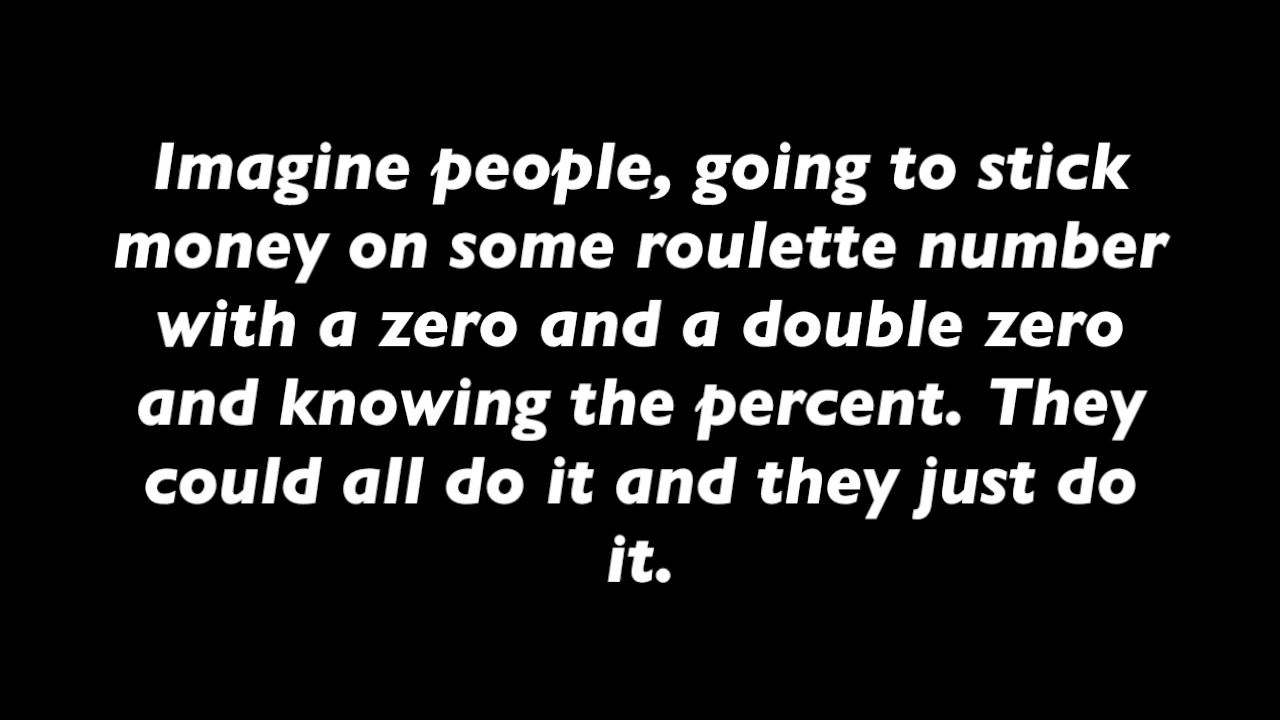 Imagine people, going to stick
money on some roulette number
with a zero and a double zero
and knowing the percent. They
could all do it and they just do
it.